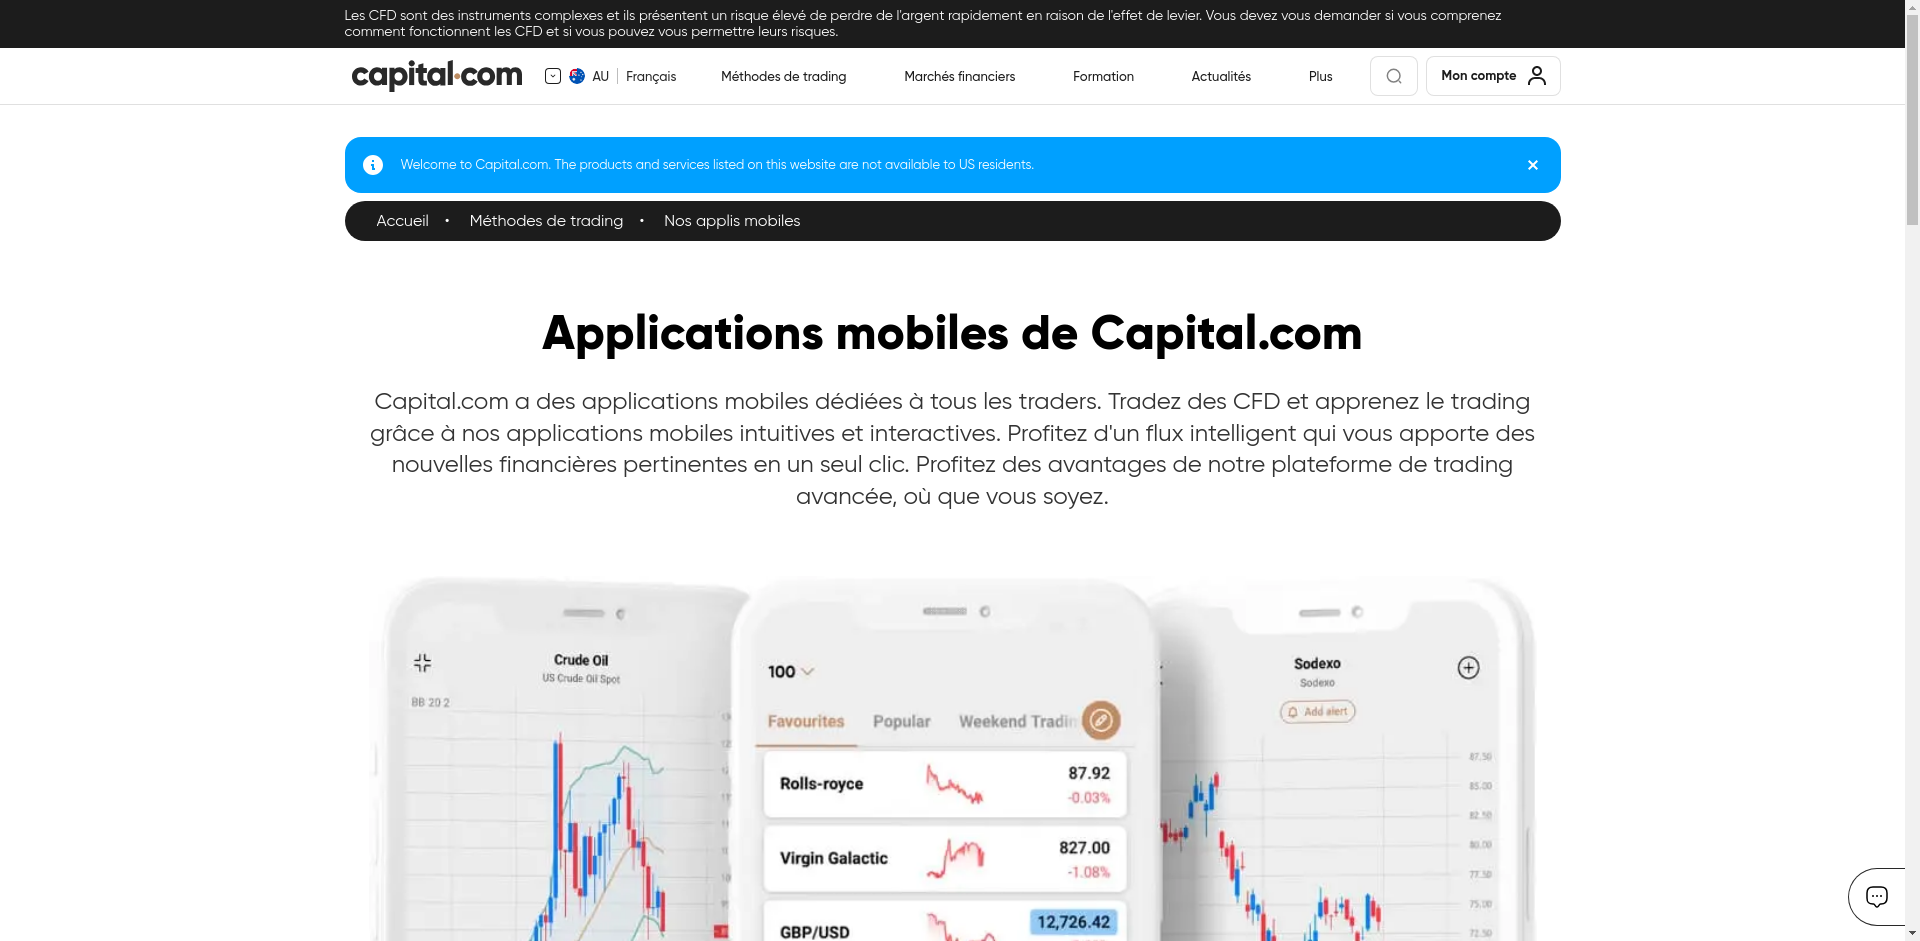 Les CFD sont des instruments complexes et ils présentent un risque élevé de perdre de l'argent rapidement en raison de l'effet de levier. Vous devez vous demander si vous comprenez
comment fonctionnent les CFD et si vous pouvez vous permettre leurs risques.
capital.com AU Français Méthodes de trading Marchés financiers Formation Actualités Plus Mon compte
Welcome to Capital.com. The products and services listed on this website are not available to US residents.
Accueil • Méthodes de trading • Nos applis mobiles
Applications mobiles de Capital.com
Capital.com a des applications mobiles dédiées à tous les traders. Tradez des CFD et apprenez le trading
grâce à nos applications mobiles intuitives et interactives. Profitez d'un flux intelligent qui vous apporte des
nouvelles financières pertinentes en un seul clic. Profitez des avantages de notre plateforme de trading
avancée, où que vous soyez.
Crude Oil
US Crude Oil Spot
BB 20 2
100
Favourites Popular Weekend Tradin
Rolls-royce 87.92
-0.03%
Virgin Galactic 827.00
-1.08%
GBP/USD 12,726.42
Sodexo
Sodexo
Add alert
87.50
85.00
82.50
80.00
77.50
75.00
72.50